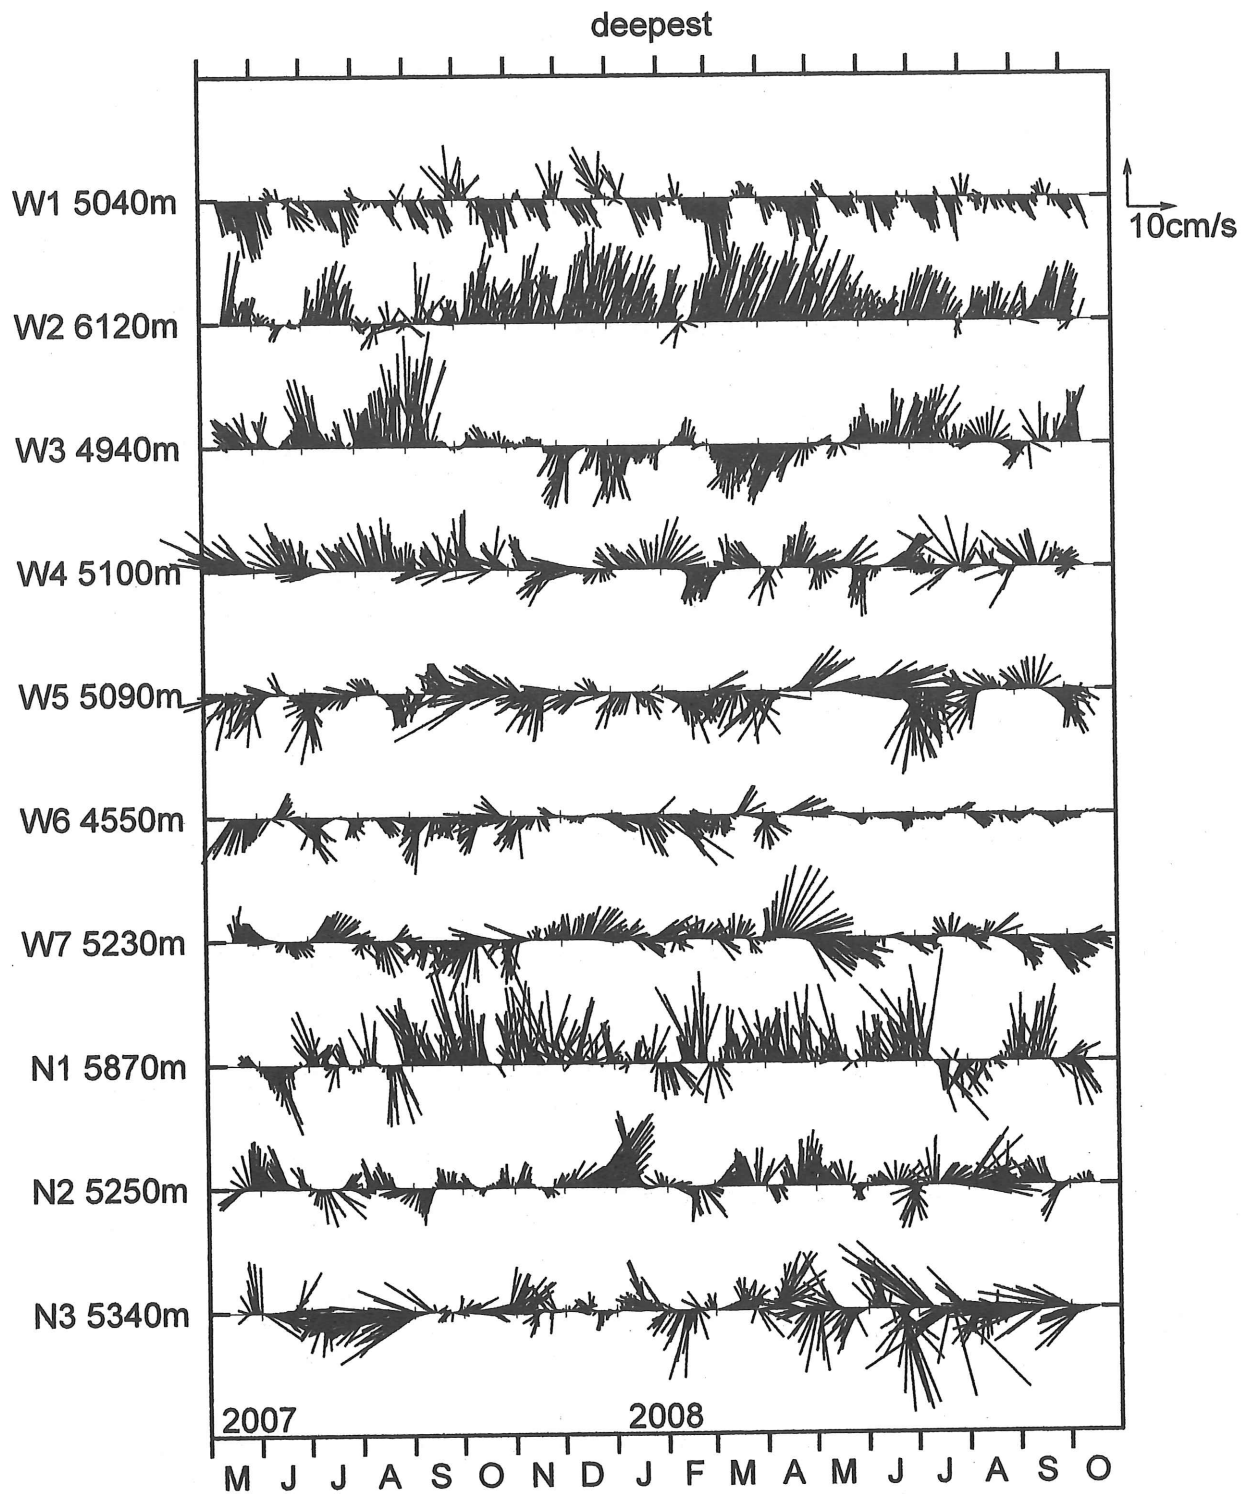 deepest
W1 5040m
10cm/s
W2 6120m
W3 4940m
W4 5100m
W5 5090m
W6 4550m
W7 5230m
N1 5870m
N2 5250m
N3 5340m
2007 2008
M J J A S O N D J F M A M J J A S O